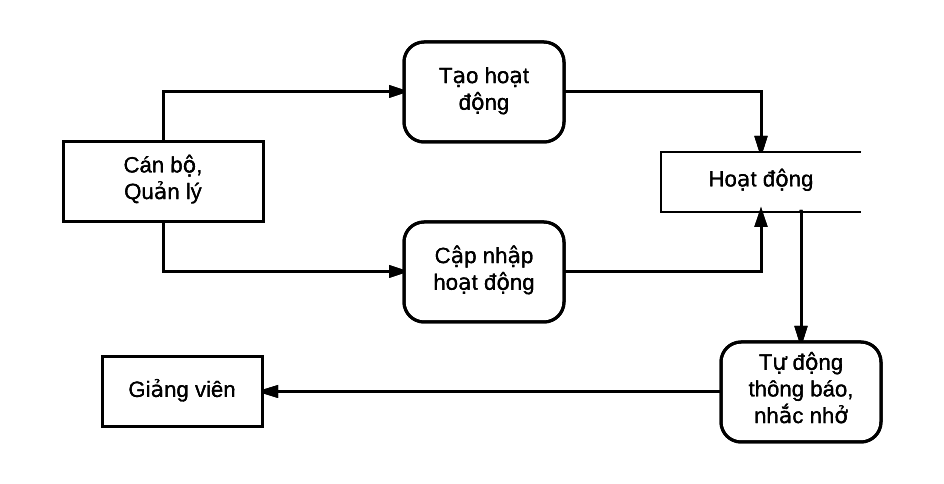 Tạo hoạt
động
Cán bộ,
Quản lý
Hoạt động
Cập nhập
hoạt động
Tự động
thông báo,
nhắc nhở
Giảng viên